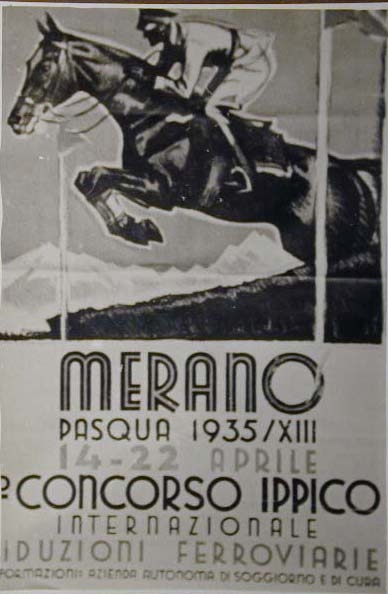 MERANO
PASQUA 1935/XIII
14-22 APRILE
º CONCORSO IPPICO
INTERNAZIONALE
IDUZIONI FERROVIARIE
FORMAZIONI: AZIENDA AUTONOMA DI SOGGIORNO E DI CURA